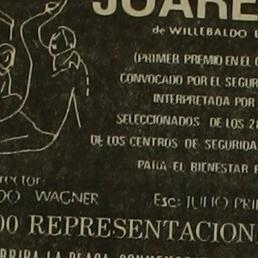 JUARE
de WILLEBALDO L
(PRIMER PREMIO EN EL C
CONVOCADO POR EL SEGUR
INTERPRETADA POR
SELECCIONADOS DE LOS 2
DE LOS CENTROS DE SEGURIDA
PARA EL BIENESTAR F
rector
DO WAGNER
Esc: JULIO PRI
00 REPRESENTACION